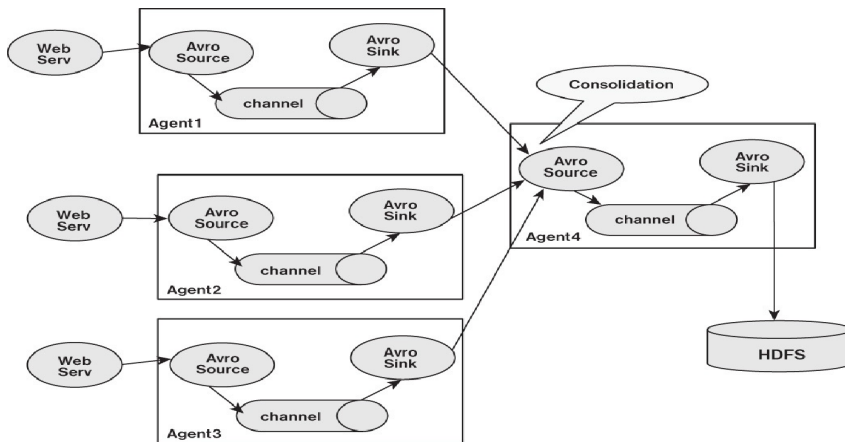 Web
Serv
Avro
Source
Avro
Sink
channel
Agent1
Consolidation
Web
Serv
Avro
Source
Avro
Sink
channel
Agent2
Avro
Source
Avro
Sink
channel
Agent4
Web
Serv
Avro
Source
Avro
Sink
channel
Agent3
HDFS